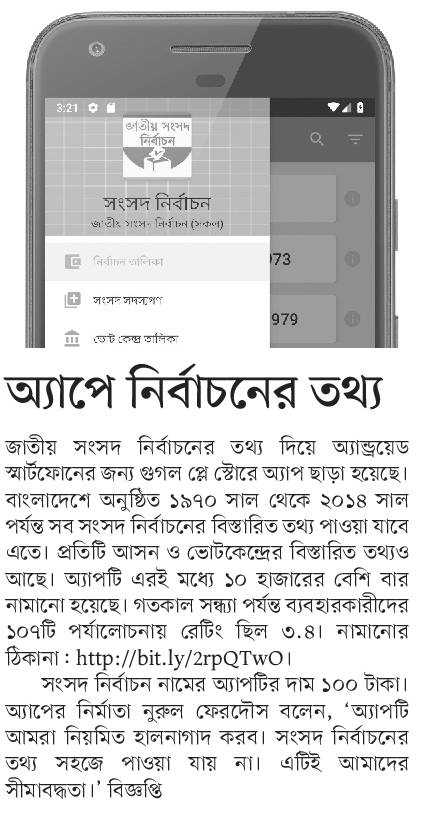 3:21
জাতীয় সংসদ
নির্বাচন
সংসদ নির্বাচন
জাতীয় সংসদ নির্বাচন (সকল)
নির্বাচন তালিকা
973
সংসদ সদস্যগণ
979
ভোট কেন্দ্র তালিকা
অ্যাপে নির্বাচনের তথ্য
জাতীয় সংসদ নির্বাচনের তথ্য দিয়ে অ্যান্ড্রয়েড
স্মার্টফোনের জন্য গুগল প্লে স্টোরে অ্যাপ ছাড়া হয়েছে।
বাংলাদেশে অনুষ্ঠিত ১৯৭০ সাল থেকে ২০১৪ সাল
পর্যন্ত সব সংসদ নির্বাচনের বিস্তারিত তথ্য পাওয়া যাবে
এতে। প্রতিটি আসন ও ভোটকেন্দ্রের বিস্তারিত তথ্যও
আছে। অ্যাপটি এরই মধ্যে ১০ হাজারের বেশি বার
নামানো হয়েছে। গতকাল সন্ধ্যা পর্যন্ত ব্যবহারকারীদের
১০৭টি পর্যালোচনায় রেটিং ছিল ৩.৪। নামানোর
ঠিকানা : http://bit.ly/2rpQTwO।
সংসদ নির্বাচন নামের অ্যাপটির দাম ১০০ টাকা।
অ্যাপের নির্মাতা নুরুল ফেরদৌস বলেন, ‘অ্যাপটি
আমরা নিয়মিত হালনাগাদ করব। সংসদ নির্বাচনের
তথ্য সহজে পাওয়া যায় না। এটিই আমাদের
সীমাবদ্ধতা।’ বিজ্ঞপ্তি